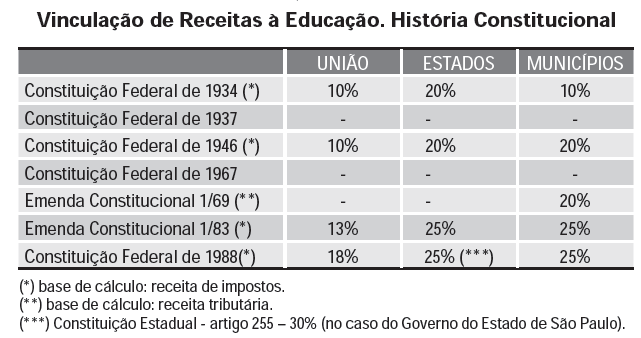 Vinculação de Receitas à Educação. História Constitucional
UNIÃO ESTADOS MUNICÍPIOS
Constituição Federal de 1934 (*) 10% 20% 10%
Constituição Federal de 1937 - - -
Constituição Federal de 1946 (*) 10% 20% 20%
Constituição Federal de 1967 - - -
Emenda Constitucional 1/69 (**) - - 20%
Emenda Constitucional 1/83 (*) 13% 25% 25%
Constituição Federal de 1988(*) 18% 25% (***) 25%
(*) base de cálculo: receita de impostos.
(**) base de cálculo: receita tributária.
(***) Constituição Estadual - artigo 255 – 30% (no caso do Governo do Estado de São Paulo).